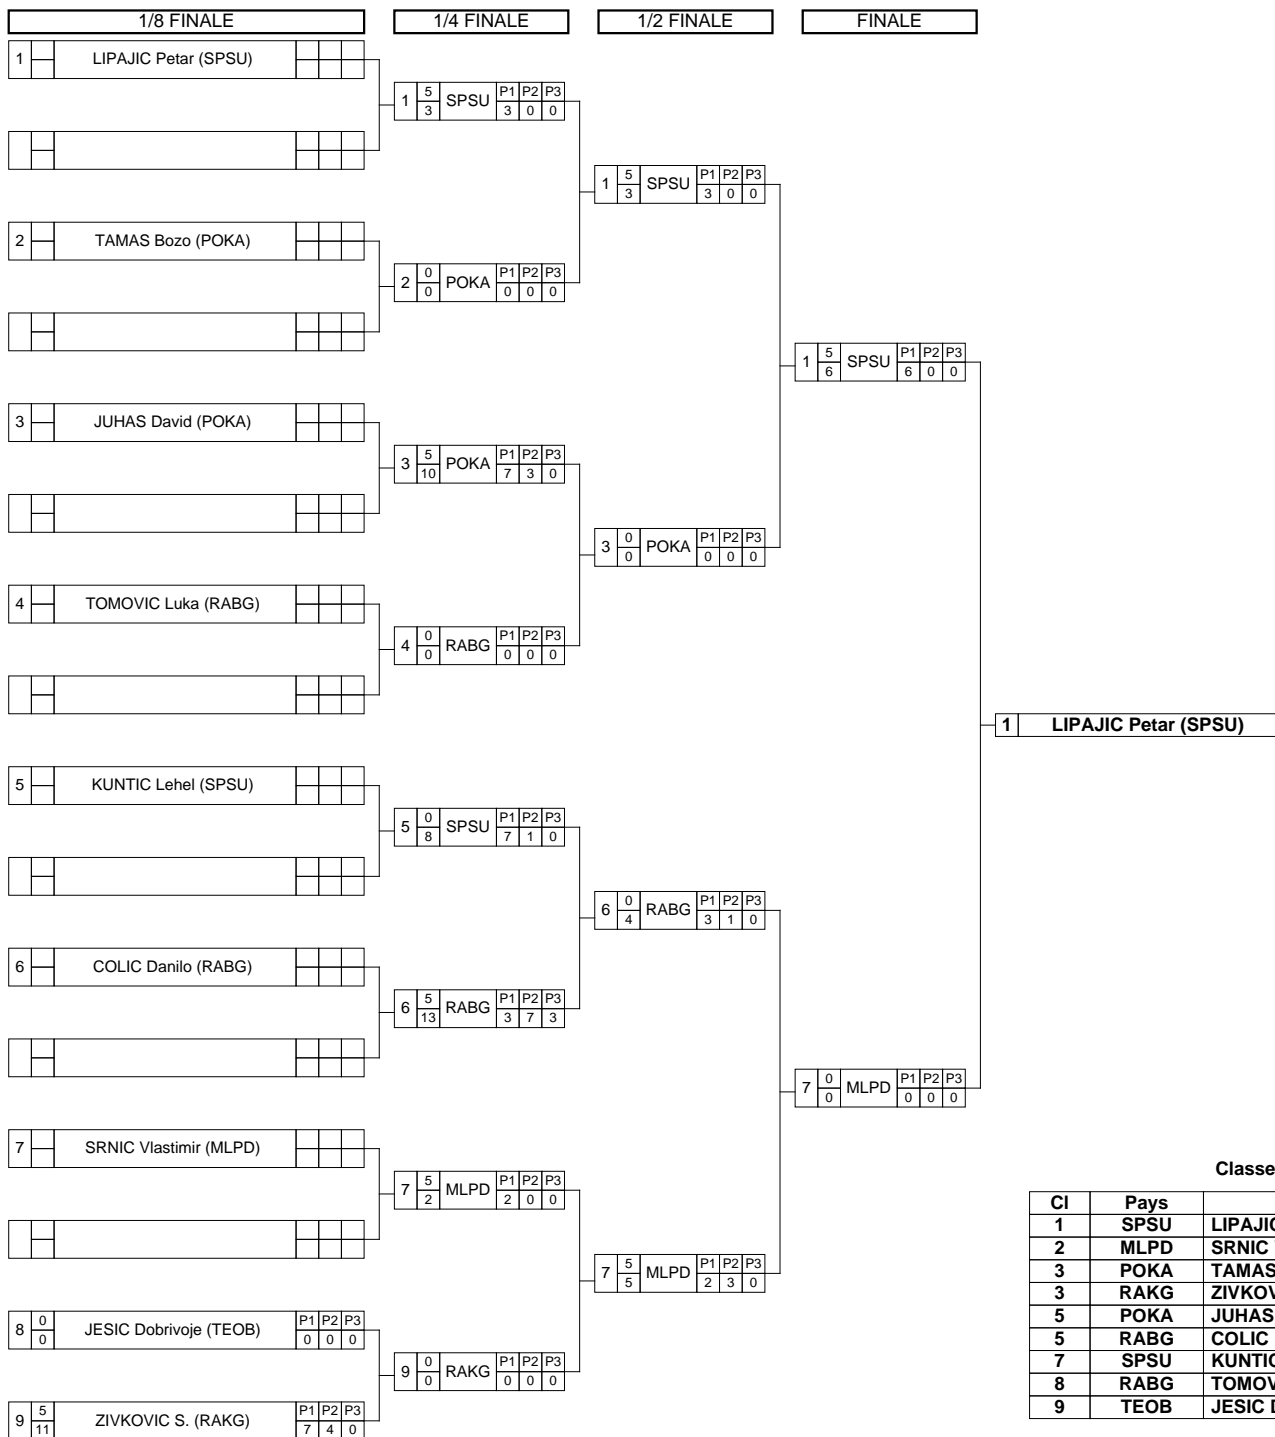 1/8 FINALE 1/4 FINALE 1/2 FINALE FINALE
1 LIPAJIC Petar (SPSU)
1 5 3 SPSU P1 P2 P3 3 0 0
1 5 3 SPSU P1 P2 P3 3 0 0
2 TAMAS Bozo (POKA)
2 0 0 POKA P1 P2 P3 0 0 0
1 5 6 SPSU P1 P2 P3 6 0 0
3 JUHAS David (POKA)
3 5 10 POKA P1 P2 P3 7 3 0
3 0 0 POKA P1 P2 P3 0 0 0
4 TOMOVIC Luka (RABG)
4 0 0 RABG P1 P2 P3 0 0 0
1 LIPAJIC Petar (SPSU)
5 KUNTIC Lehel (SPSU)
5 0 8 SPSU P1 P2 P3 7 1 0
6 0 4 RABG P1 P2 P3 3 1 0
6 COLIC Danilo (RABG)
6 5 13 RABG P1 P2 P3 3 7 3
7 0 0 MLPD P1 P2 P3 0 0 0
7 SRNIC Vlastimir (MLPD)
7 5 2 MLPD P1 P2 P3 2 0 0
7 5 5 MLPD P1 P2 P3 2 3 0
8 0 0 JESIC Dobrivoje (TEOB) P1 P2 P3 0 0 0
9 0 0 RAKG P1 P2 P3 0 0 0
9 5 11 ZIVKOVIC S. (RAKG) P1 P2 P3 7 4 0
Classe
Cl Pays
1 SPSU LIPAJIC
2 MLPD SRNIC
3 POKA TAMAS
3 RAKG ZIVKOV
5 POKA JUHAS
5 RABG COLIC
7 SPSU KUNTIC
8 RABG TOMOV
9 TEOB JESIC D